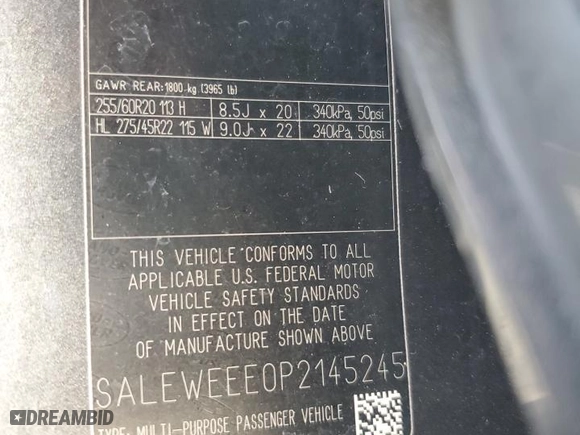 GAWR REAR:1800 kg (3965 lb)
255/60R20 113 H 8.5J x 20 340kPa, 50psi
HL 275/45R22 115 W 9.0J x 22 340kPa, 50psi
THIS VEHICLE CONFORMS TO ALL
APPLICABLE U.S. FEDERAL MOTOR
VEHICLE SAFETY STANDARDS
IN EFFECT ON THE DATE
OF MANUFACTURE SHOWN ABOVE
SALEWEEE0P2145245
TYPE: MULTI-PURPOSE PASSENGER VEHICLE
DREAMBID